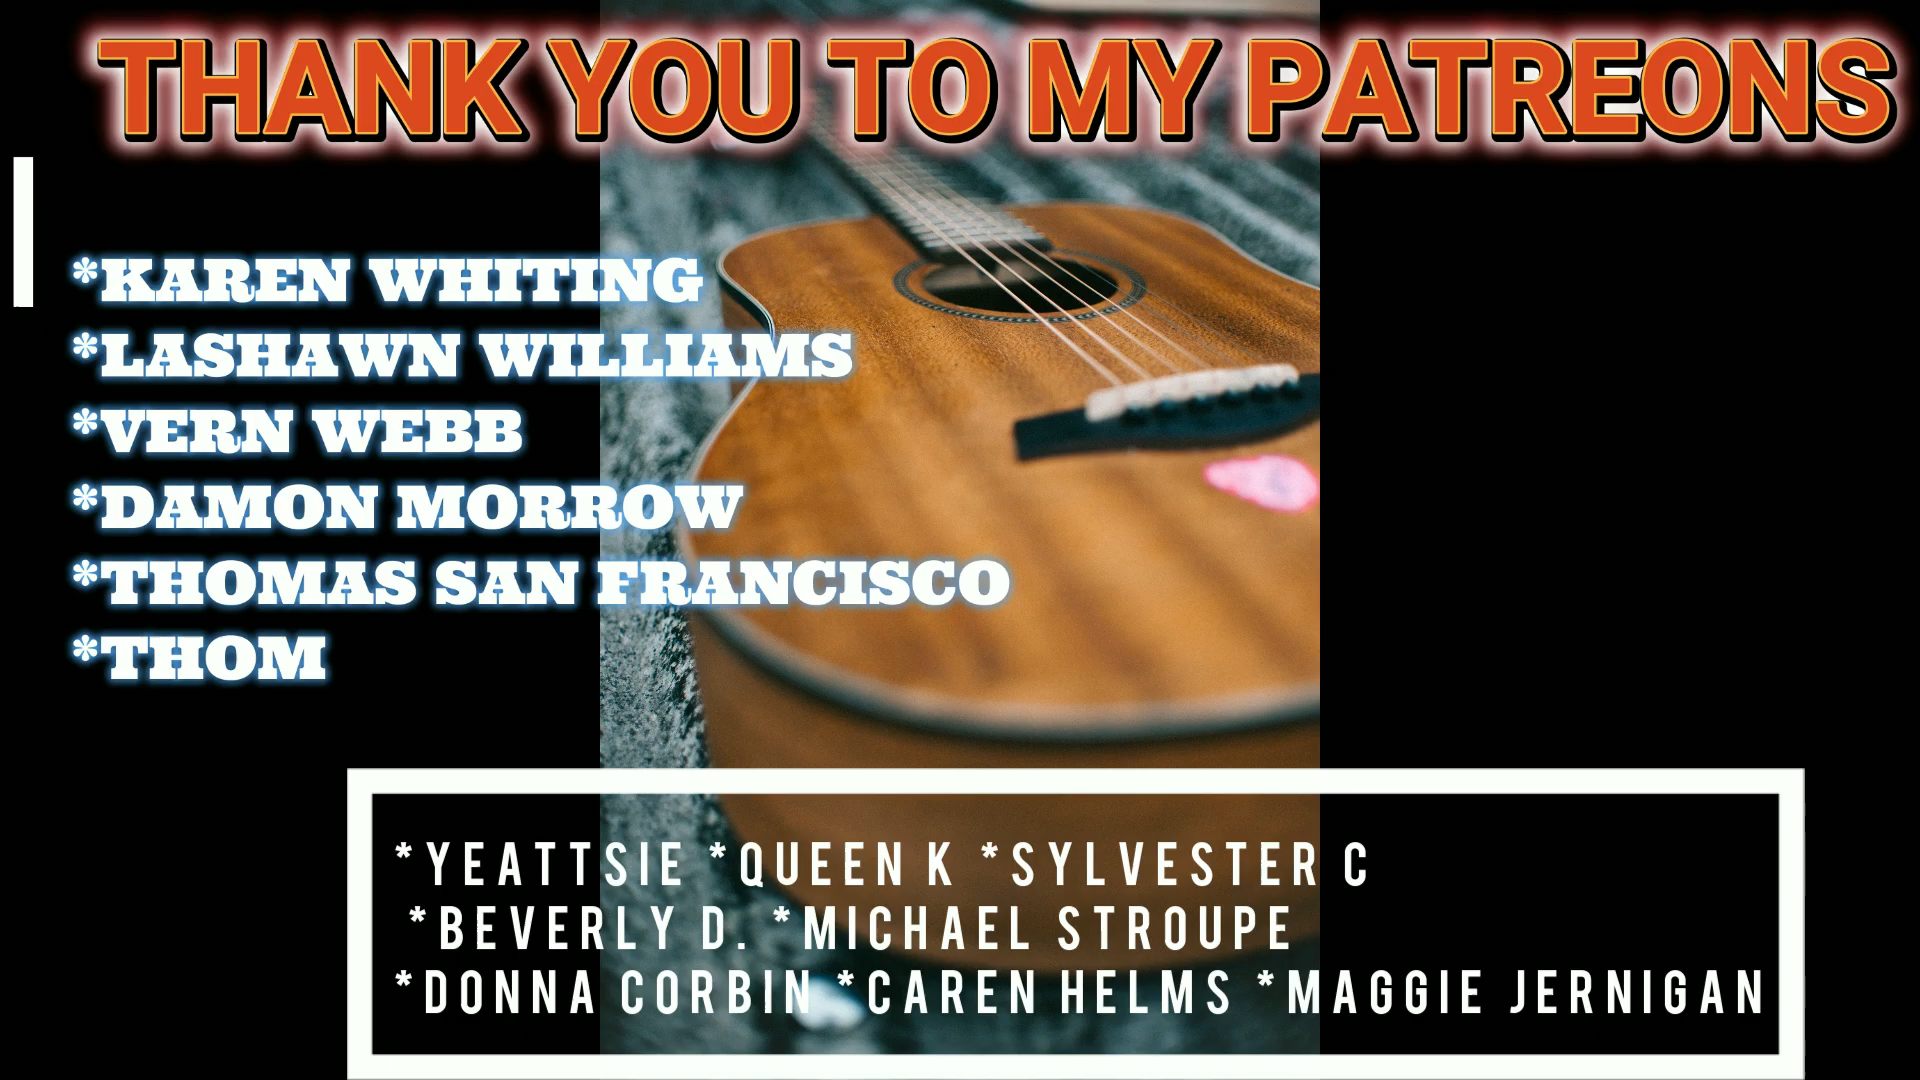 THANK YOU TO MY PATREONS
*KAREN WHITING
*LASHAWN WILLIAMS
*VERN WEBB
*DAMON MORROW
*THOMAS SAN FRANCISCO
*THOM
*YEATTSIE *QUEEN K *SYLVESTER C
*BEVERLY D. *MICHAEL STROUPE
*DONNA CORBIN *CAREN HELMS *MAGGIE JERNIGAN